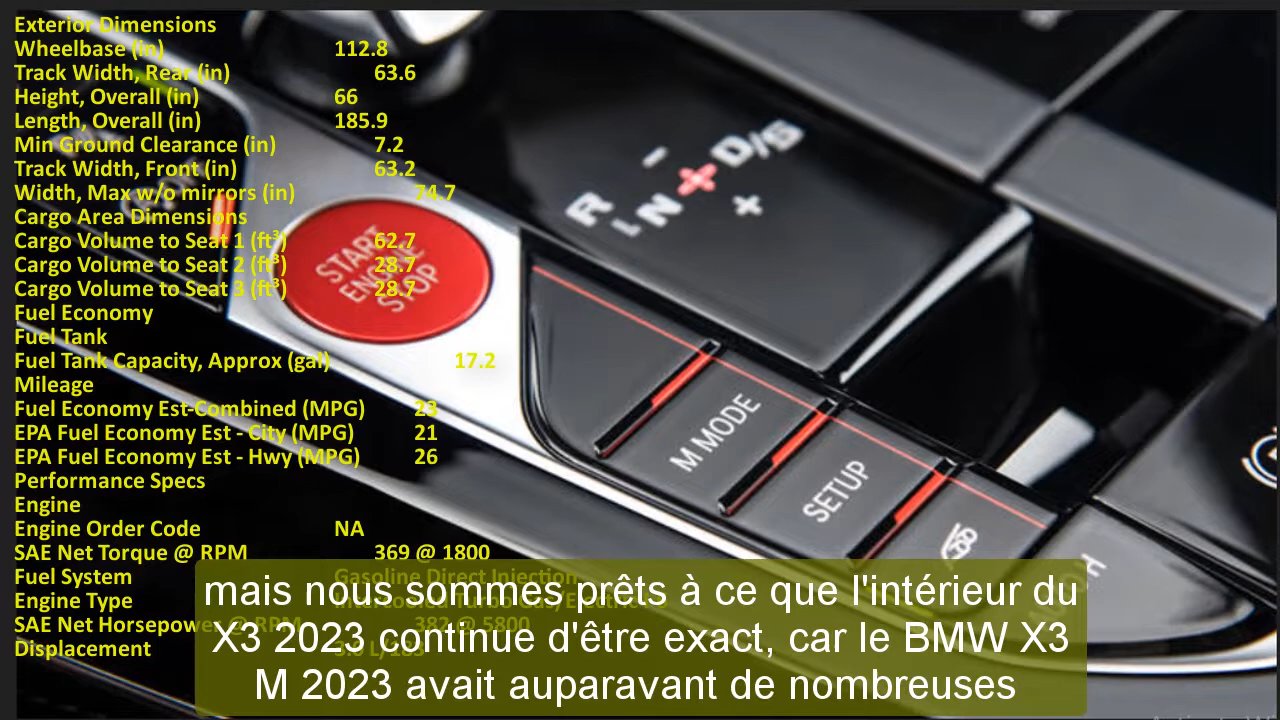 Exterior Dimensions
Wheelbase (in) 112.8
Track Width, Rear (in) 63.6
Height, Overall (in) 66
Length, Overall (in) 185.9
Min Ground Clearance (in) 7.2
Track Width, Front (in) 63.2
Width, Max w/o mirrors (in) 74.7
Cargo Area Dimensions
Cargo Volume to Seat 1 (ft³) 62.7
Cargo Volume to Seat 2 (ft³) 28.7
Cargo Volume to Seat 3 (ft³) 28.7
Fuel Economy
Fuel Tank
Fuel Tank Capacity, Approx (gal) 17.2
Mileage
Fuel Economy Est-Combined (MPG) 23
EPA Fuel Economy Est - City (MPG) 21
EPA Fuel Economy Est - Hwy (MPG) 26
Performance Specs
Engine
Engine Order Code NA
SAE Net Torque @ RPM 369 @ 1800
Fuel System Gasoline Direct Injection
Engine Type Intercooled Turbo Gas/Electric
SAE Net Horsepower @ RPM 382 @ 5800
Displacement 3.0 L/183
R N + D/S
- +
START
ENGINE
STOP
M MODE
SETUP
mais nous sommes prêts à ce que l'intérieur du
X3 2023 continue d'être exact, car le BMW X3
M 2023 avait auparavant de nombreuses